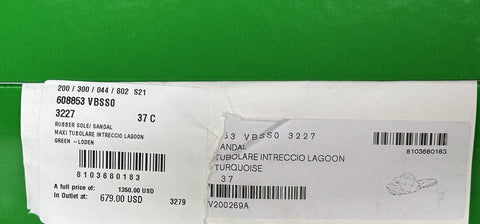 200 / 300 / 044 / 802 S21
608853 VBSS0
3227 37 C
RUBBER SOLE/ SANDAL
MAXI TUBOLARE INTRECCIO LAGOON
GREEN - LODEN
8103680183
A full price of: 1350.00 USD
In Outlet at: 679.00 USD 3279
53 VBSS0 3227
ANDAL
TUBOLARE INTRECCIO LAGOON
TURQUOISE
37
V200269A
8103680183